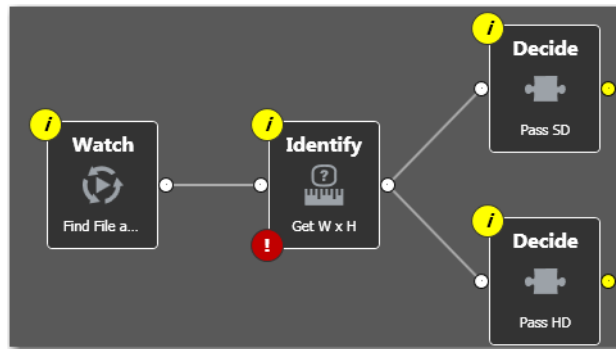 i
Watch
Find File a...
i
Identify
?
Get W x H
!
i
Decide
Pass SD
i
Decide
Pass HD